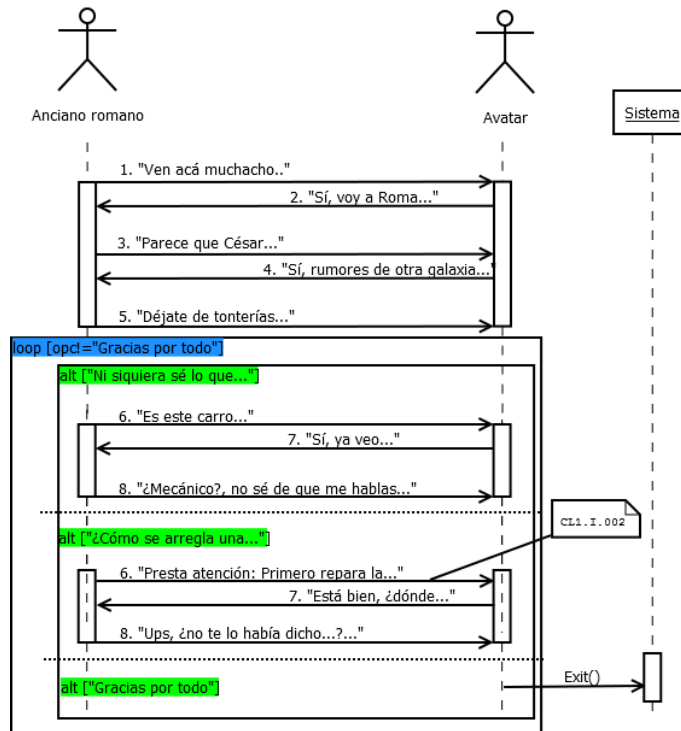 Anciano romano
Avatar
Sistema
1. "Ven acá muchacho.."
2. "Sí, voy a Roma..."
3. "Parece que César..."
4. "Sí, rumores de otra galaxia..."
5. "Déjate de tonterías..."
loop [opc!="Gracias por todo"]
alt ["Ni siquiera sé lo que..."]
6. "Es este carro..."
7. "Sí, ya veo..."
8. "¿Mecánico?, no sé de que me hablas..."
CL1.I.002
alt ["¿Cómo se arregla una..."]
6. "Presta atención: Primero repara la..."
7. "Está bien, ¿dónde..."
8. "Ups, ¿no te lo había dicho...?..."
Exit()
alt ["Gracias por todo"]